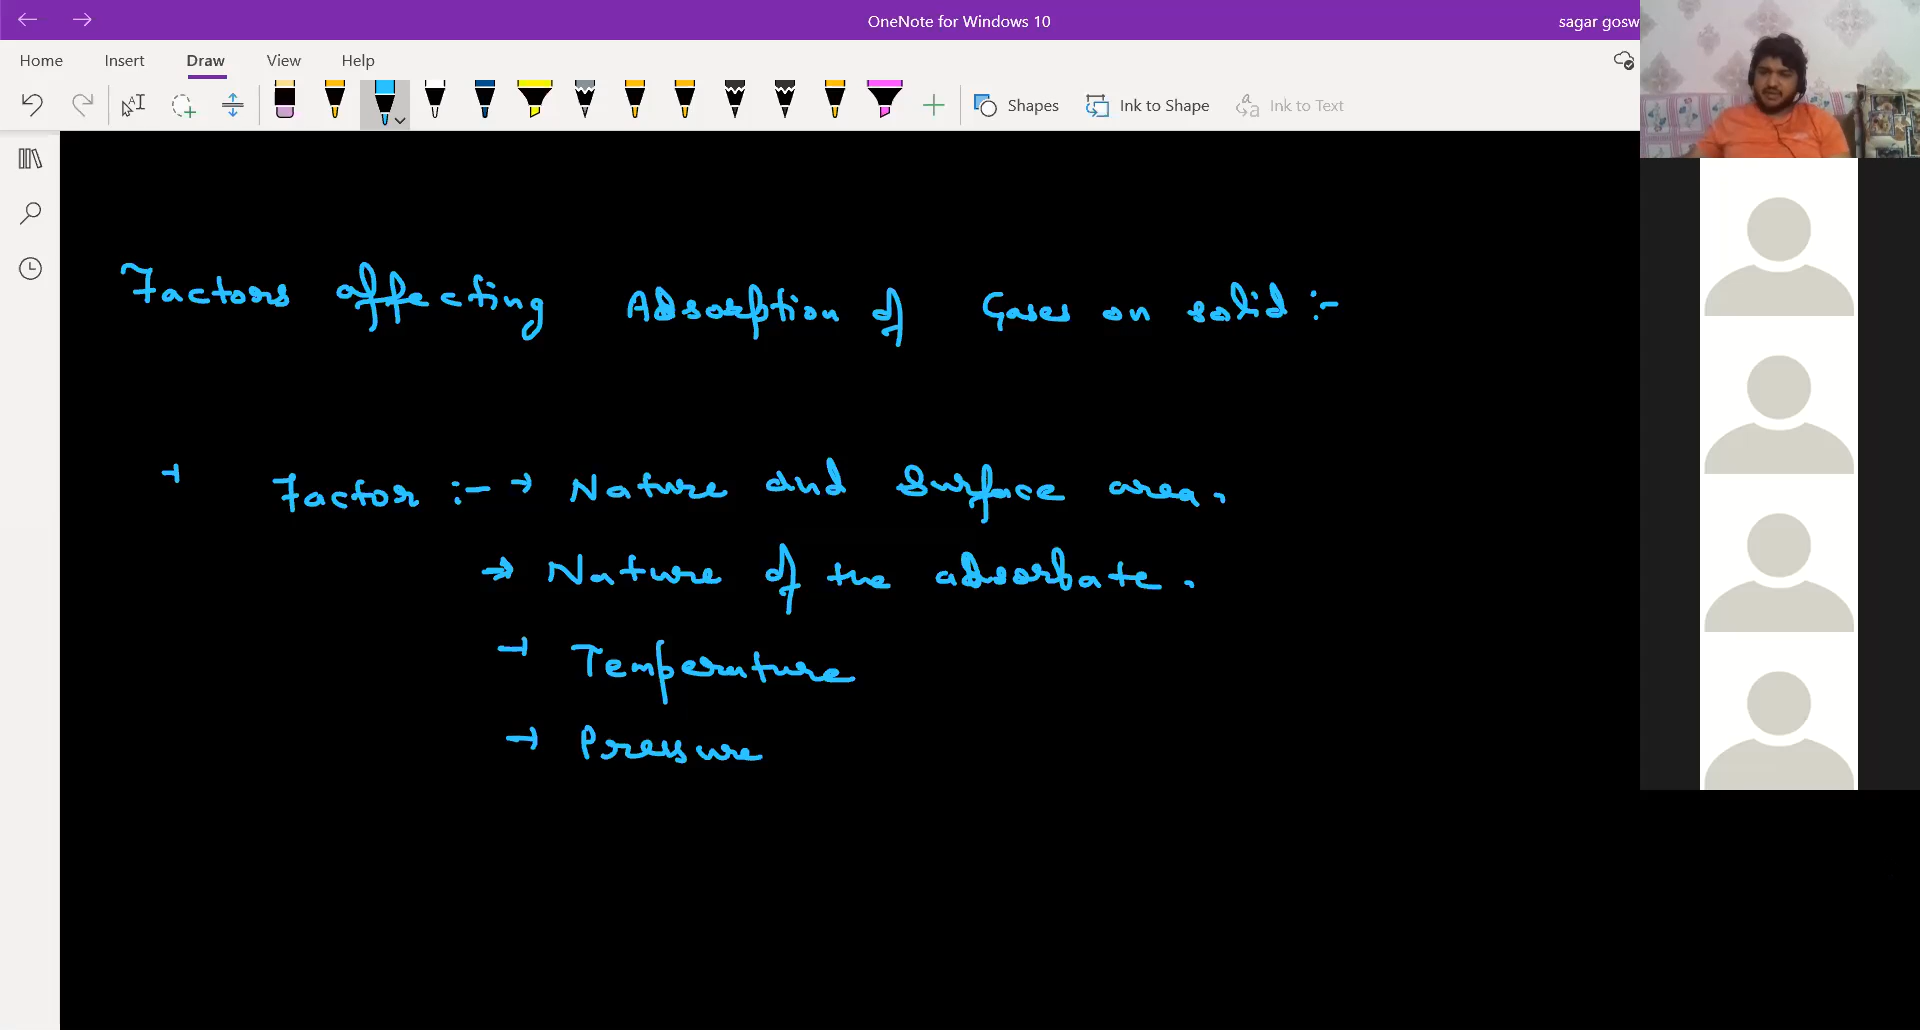 OneNote for Windows 10
sagar gosw
Home Insert Draw View Help
Shapes Ink to Shape Ink to Text
Factors affecting Adsorption of Gases on solid :-
Factor :- → Nature and Surface area.
→ Nature of the adsorbate.
→ Temperature
→ Pressure